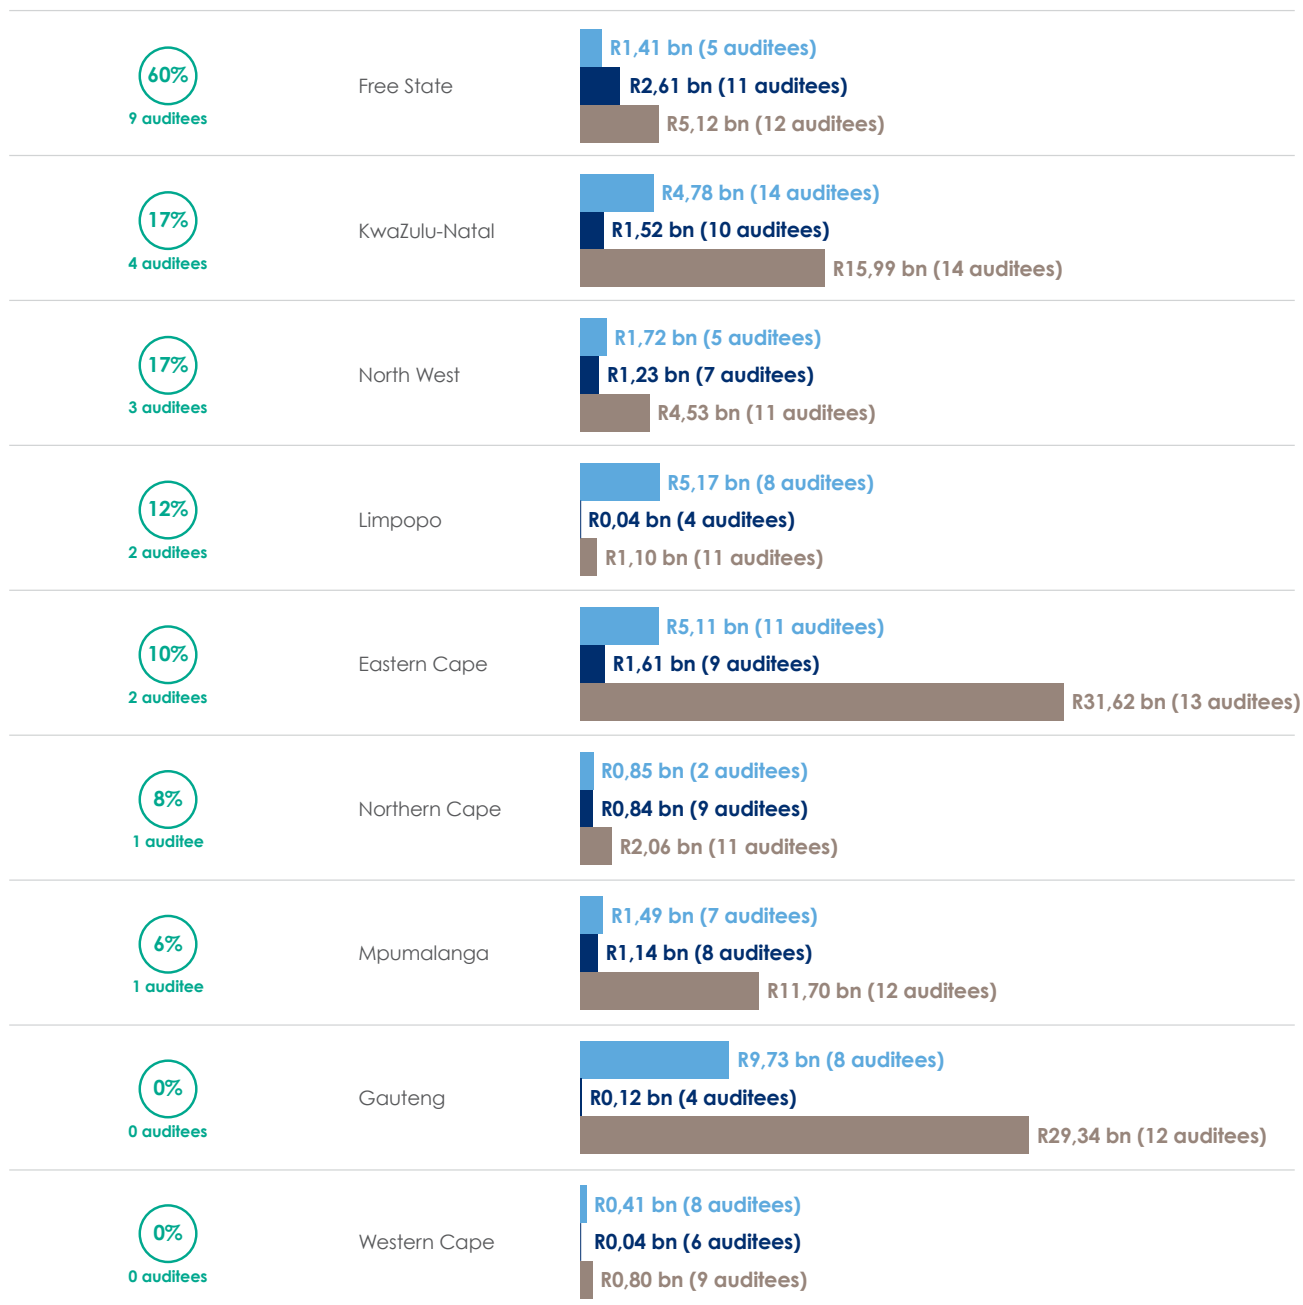 60%
9 auditees
Free State
R1,41 bn (5 auditees)
R2,61 bn (11 auditees)
R5,12 bn (12 auditees)
17%
4 auditees
KwaZulu-Natal
R4,78 bn (14 auditees)
R1,52 bn (10 auditees)
R15,99 bn (14 auditees)
17%
3 auditees
North West
R1,72 bn (5 auditees)
R1,23 bn (7 auditees)
R4,53 bn (11 auditees)
12%
2 auditees
Limpopo
R5,17 bn (8 auditees)
R0,04 bn (4 auditees)
R1,10 bn (11 auditees)
10%
2 auditees
Eastern Cape
R5,11 bn (11 auditees)
R1,61 bn (9 auditees)
R31,62 bn (13 auditees)
8%
1 auditee
Northern Cape
R0,85 bn (2 auditees)
R0,84 bn (9 auditees)
R2,06 bn (11 auditees)
6%
1 auditee
Mpumalanga
R1,49 bn (7 auditees)
R1,14 bn (8 auditees)
R11,70 bn (12 auditees)
0%
0 auditees
Gauteng
R9,73 bn (8 auditees)
R0,12 bn (4 auditees)
R29,34 bn (12 auditees)
0%
0 auditees
Western Cape
R0,41 bn (8 auditees)
R0,04 bn (6 auditees)
R0,80 bn (9 auditees)